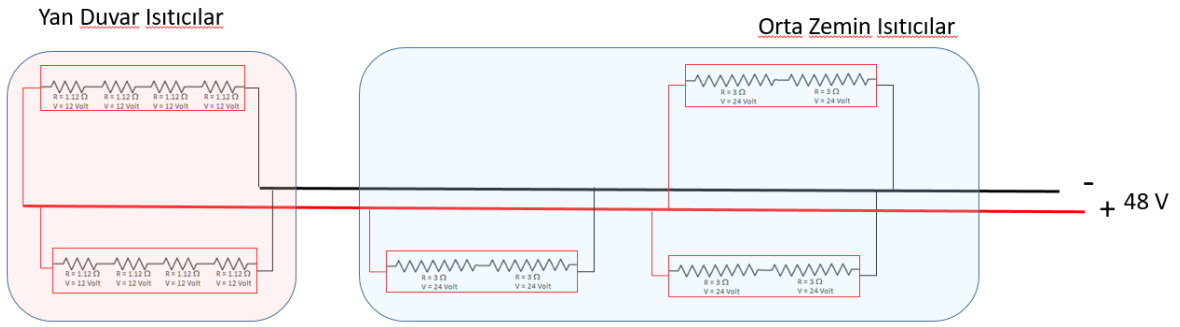 Yan Duvar Isıtıcılar
Orta Zemin Isıtıcılar
R = 1.12 Ω R = 1.12 Ω R = 1.12 Ω R = 1.12 Ω
V = 12 Volt V = 12 Volt V = 12 Volt V = 12 Volt
R = 3 Ω R = 3 Ω
V = 24 Volt V = 24 Volt
-
+ 48 V
R = 1.12 Ω R = 1.12 Ω R = 1.12 Ω R = 1.12 Ω
V = 12 Volt V = 12 Volt V = 12 Volt V = 12 Volt
R = 3 Ω R = 3 Ω
V = 24 Volt V = 24 Volt
R = 3 Ω R = 3 Ω
V = 24 Volt V = 24 Volt